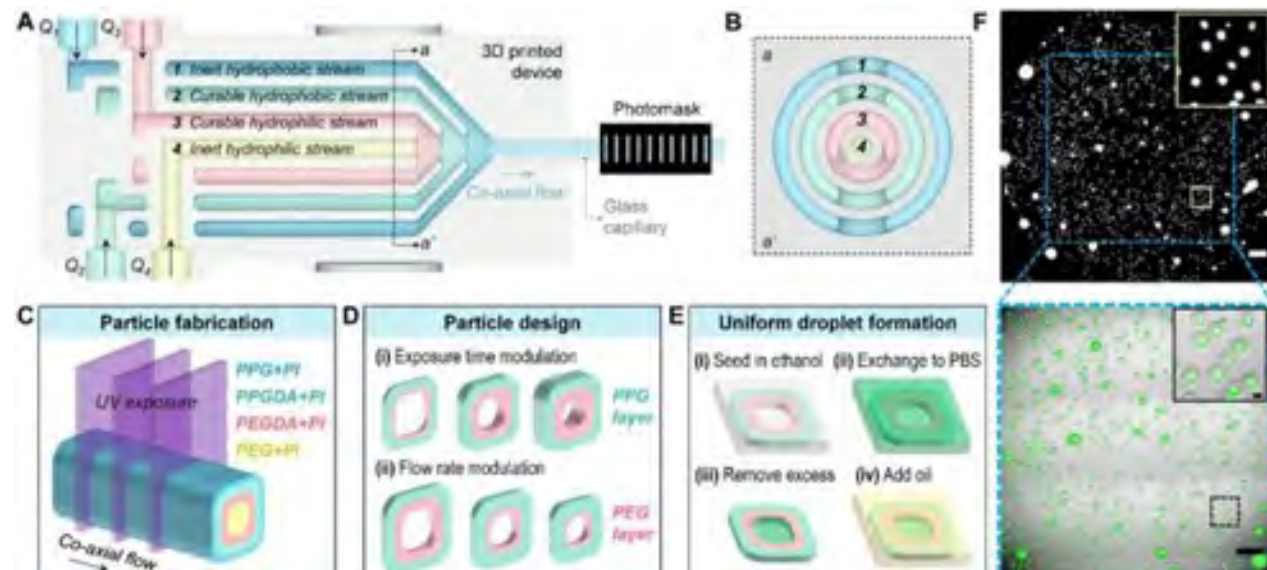 A
Q1
Q3
1 Inert hydrophobic stream
2 Curable hydrophobic stream
3 Curable hydrophilic stream
4 Inert hydrophilic stream
Q2
Q4
a
a'
3D printed
device
Photomask
Co-axial flow
Glass
capillary
B
a
1
2
3
4
a'
F
C Particle fabrication
UV exposure
PPG+PI
PPGDA+PI
PEGDA+PI
PEG+PI
Co-axial flow
D Particle design
(i) Exposure time modulation
PPG
layer
(ii) Flow rate modulation
PEG
layer
E Uniform droplet formation
(i) Seed in ethanol (ii) Exchange to PBS
(iii) Remove excess (iv) Add oil